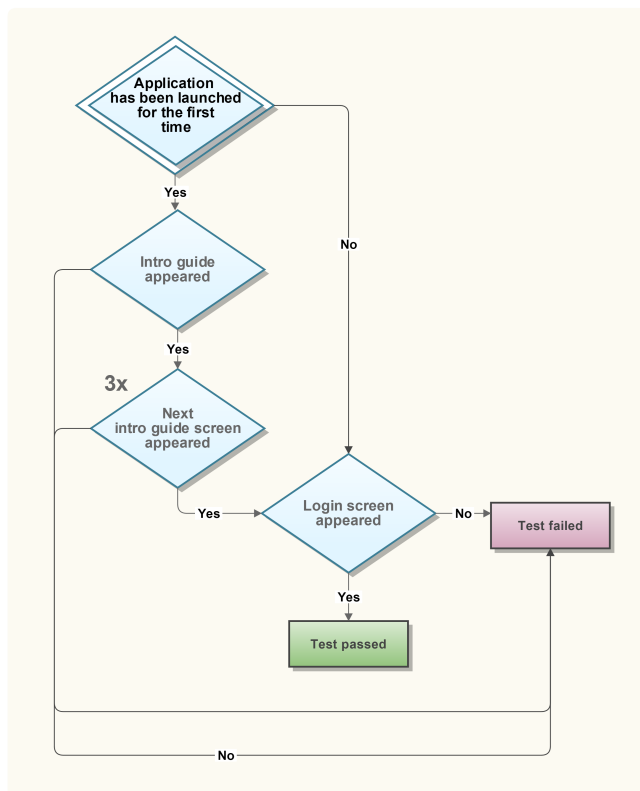 Application
has been launched
for the first
time
Yes
No
Intro guide
appeared
Yes
3x
Next
intro guide screen
appeared
Yes
Login screen
appeared
No
Test failed
Yes
Test passed
No